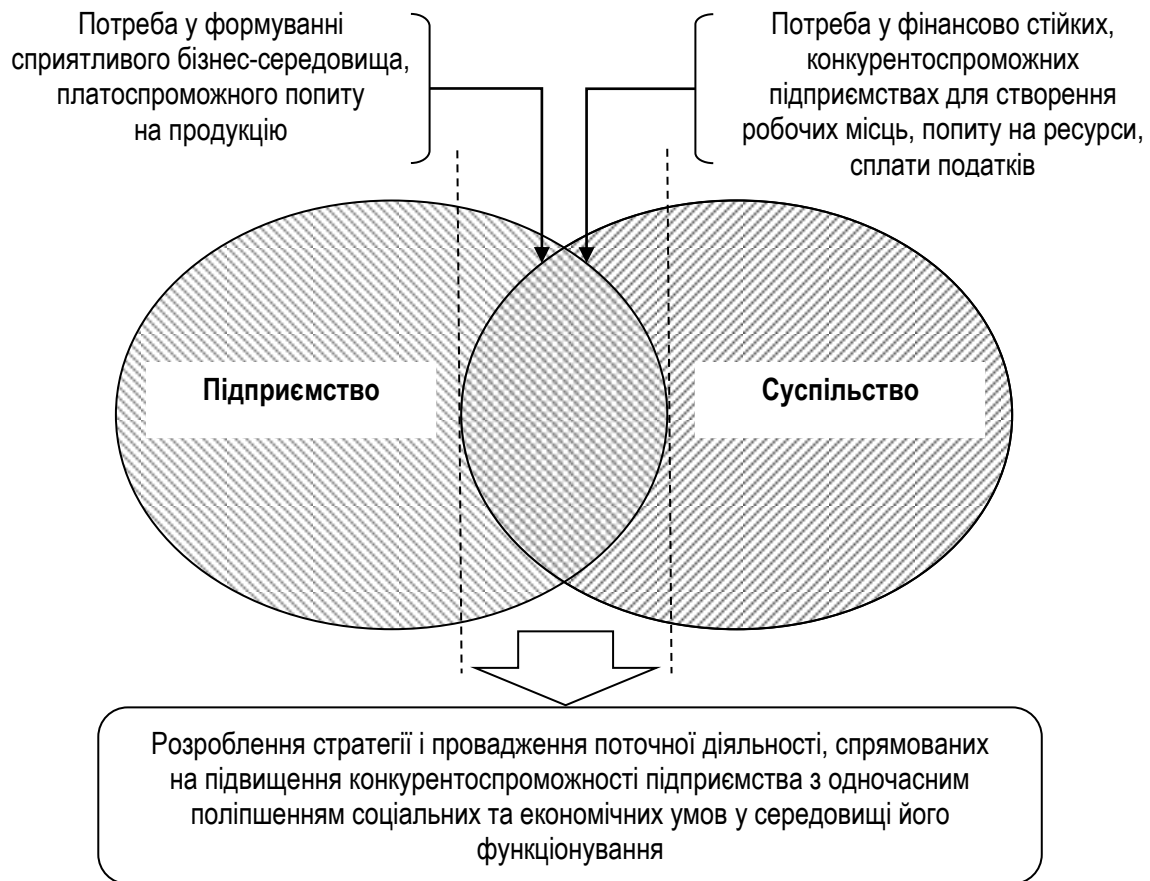 Потреба у формуванні
сприятливого бізнес-середовища,
платоспроможного попиту
на продукцію
Потреба у фінансово стійких,
конкурентоспроможних
підприємствах для створення
робочих місць, попиту на ресурси,
сплати податків
Підприємство
Суспільство
Розроблення стратегії і провадження поточної діяльності, спрямованих
на підвищення конкурентоспроможності підприємства з одночасним
поліпшенням соціальних та економічних умов у середовищі його
функціонування